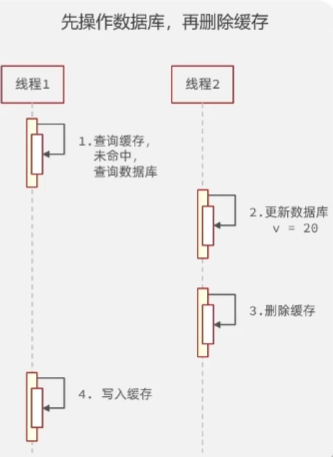 先操作数据库，再删除缓存
线程1
线程2
1.查询缓存，
未命中，
查询数据库
2.更新数据库
v = 20
3.删除缓存
4. 写入缓存